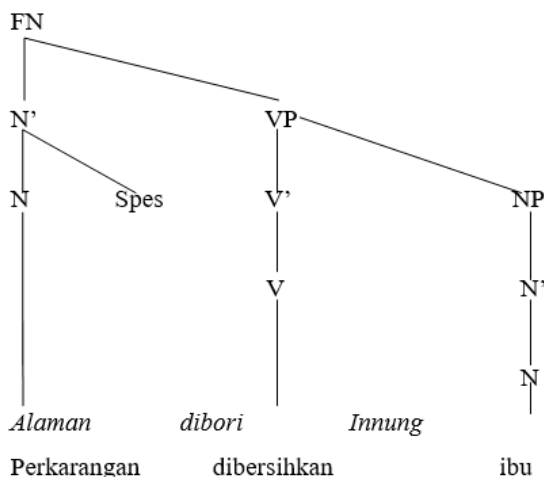 FN
N’ VP
N Spes V’ NP
V N’
N
Alaman dibori Innung
Perkarangan dibersihkan ibu